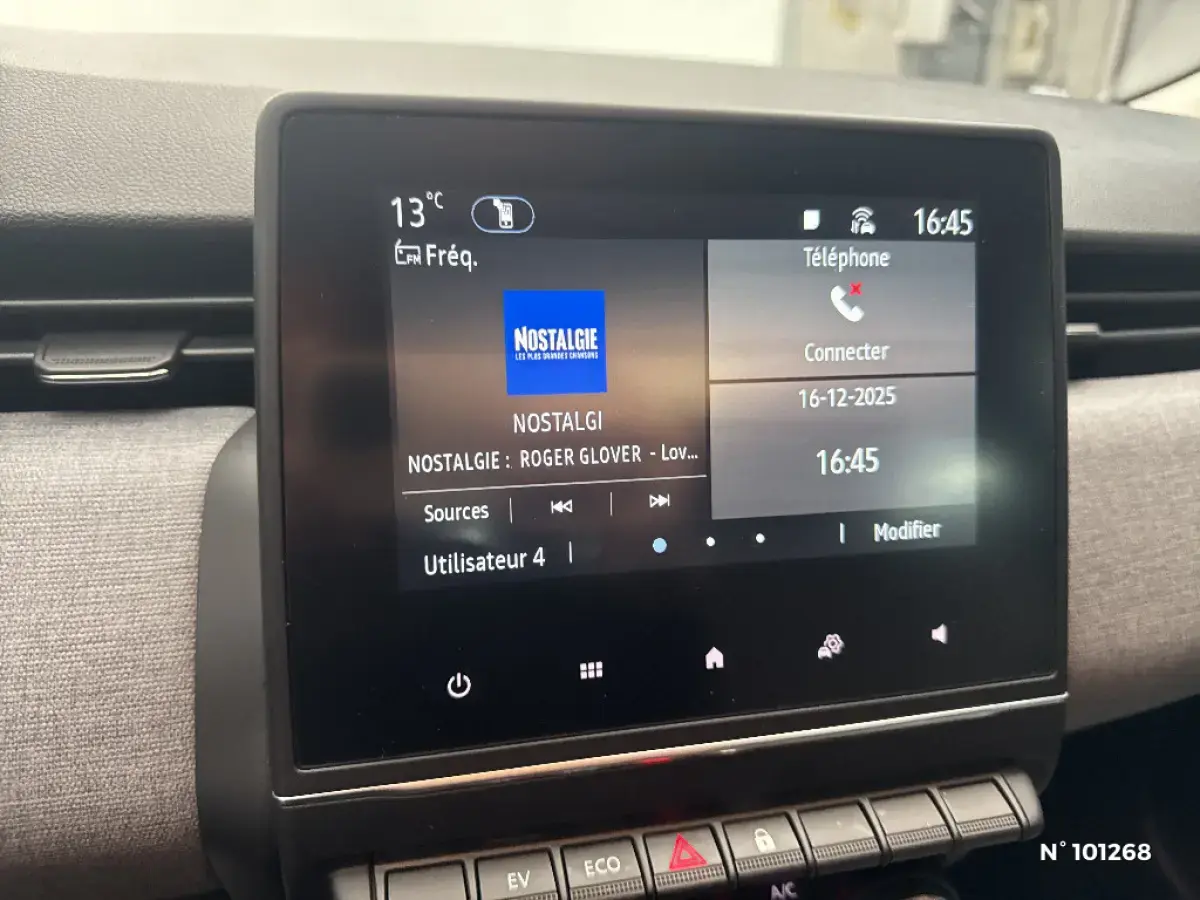 13°C
16:45
FM Fréq.
NOSTALGIE
LES PLUS GRANDES CHANSONS
NOSTALGI
NOSTALGIE : ROGER GLOVER - Lov...
Sources
Utilisateur 4
Téléphone
Connecter
16-12-2025
16:45
Modifier
EV
ECO
A/C
N° 101268